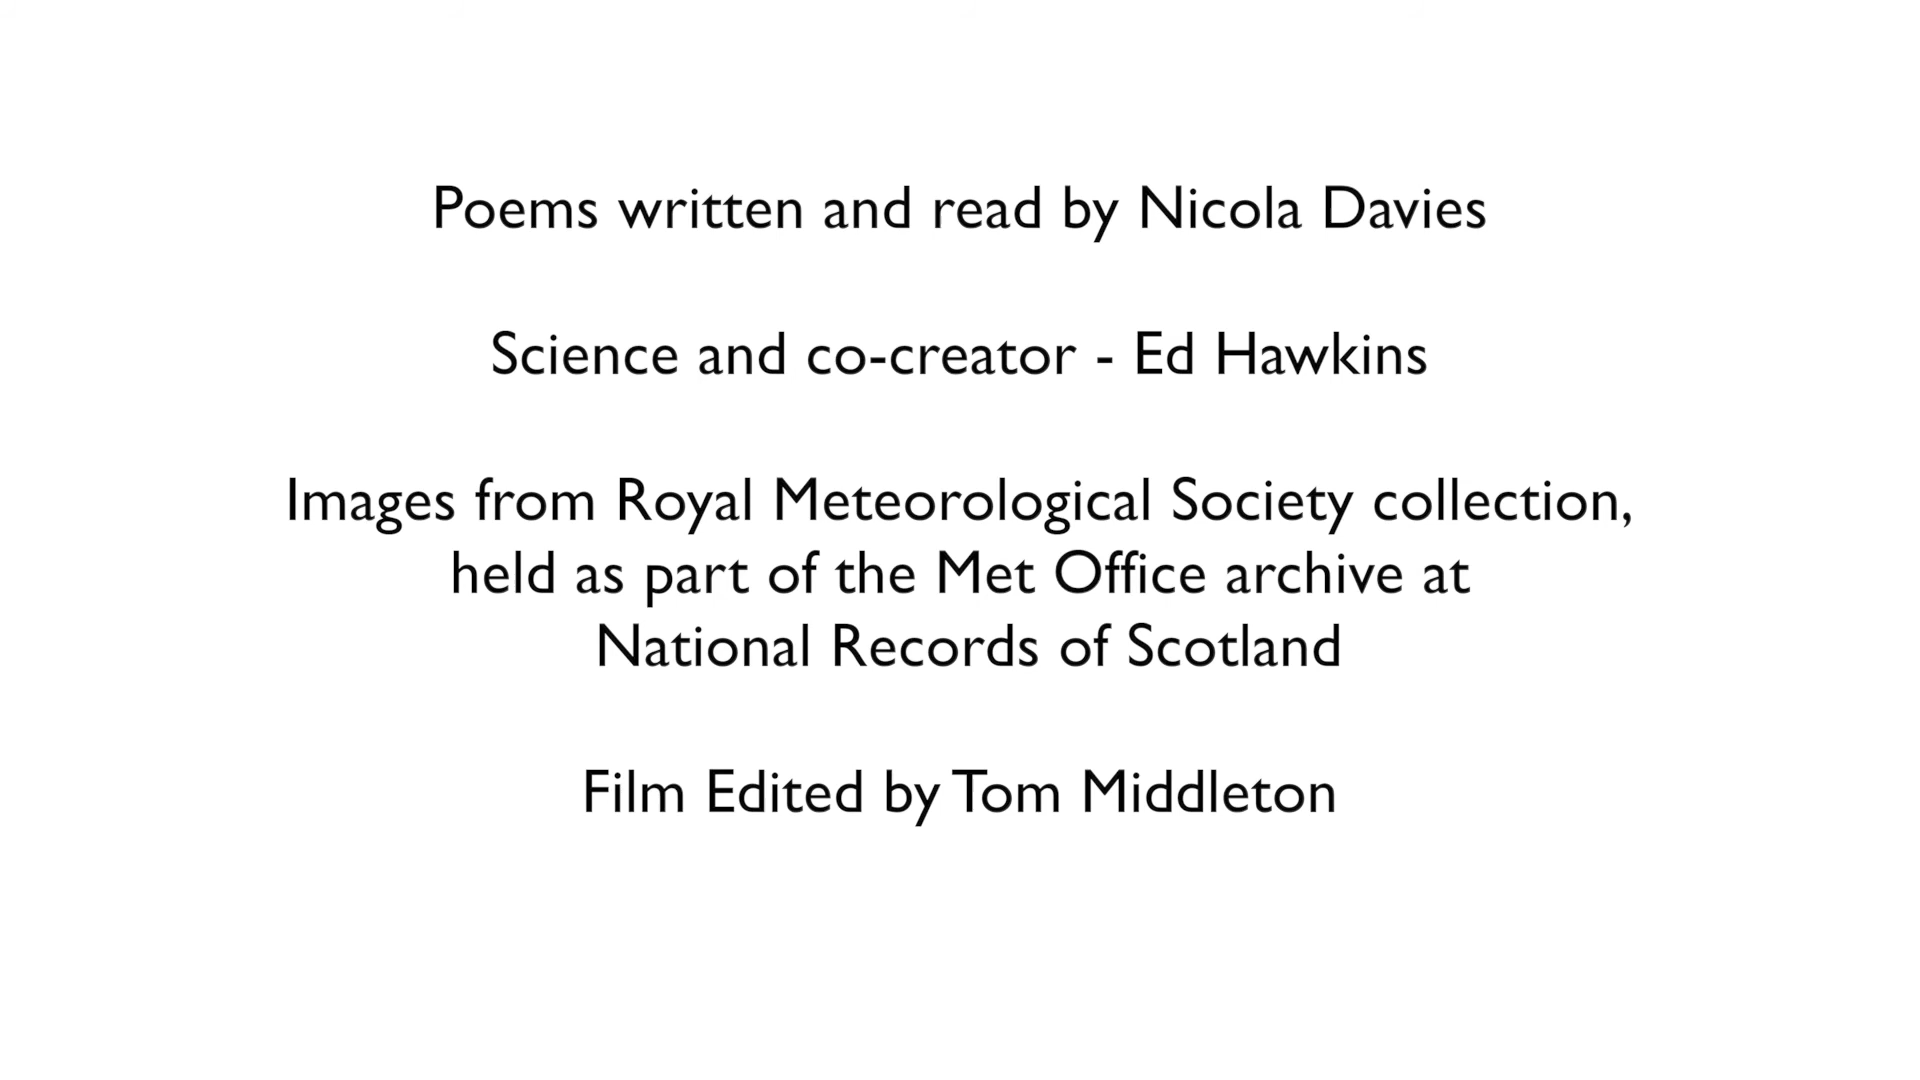 Poems written and read by Nicola Davies
Science and co-creator - Ed Hawkins
Images from Royal Meteorological Society collection,
held as part of the Met Office archive at
National Records of Scotland
Film Edited by Tom Middleton